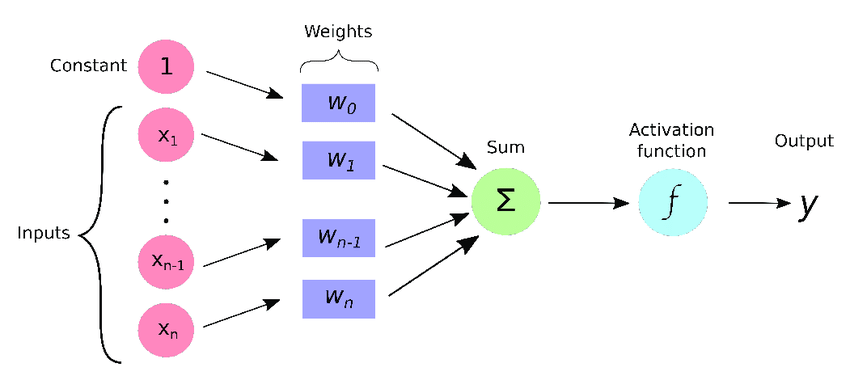 Weights
Constant
1
w0
x1
w1
Sum
Activation
function
Output
Σ
f
y
Inputs
xn-1
wn-1
xn
wn